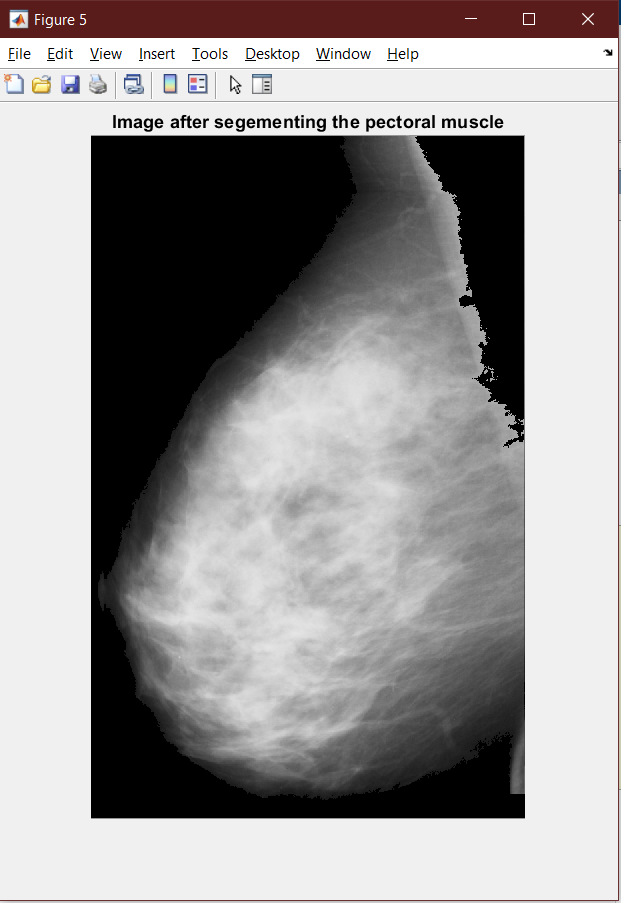 Figure 5
File Edit View Insert Tools Desktop Window Help
Image after segementing the pectoral muscle